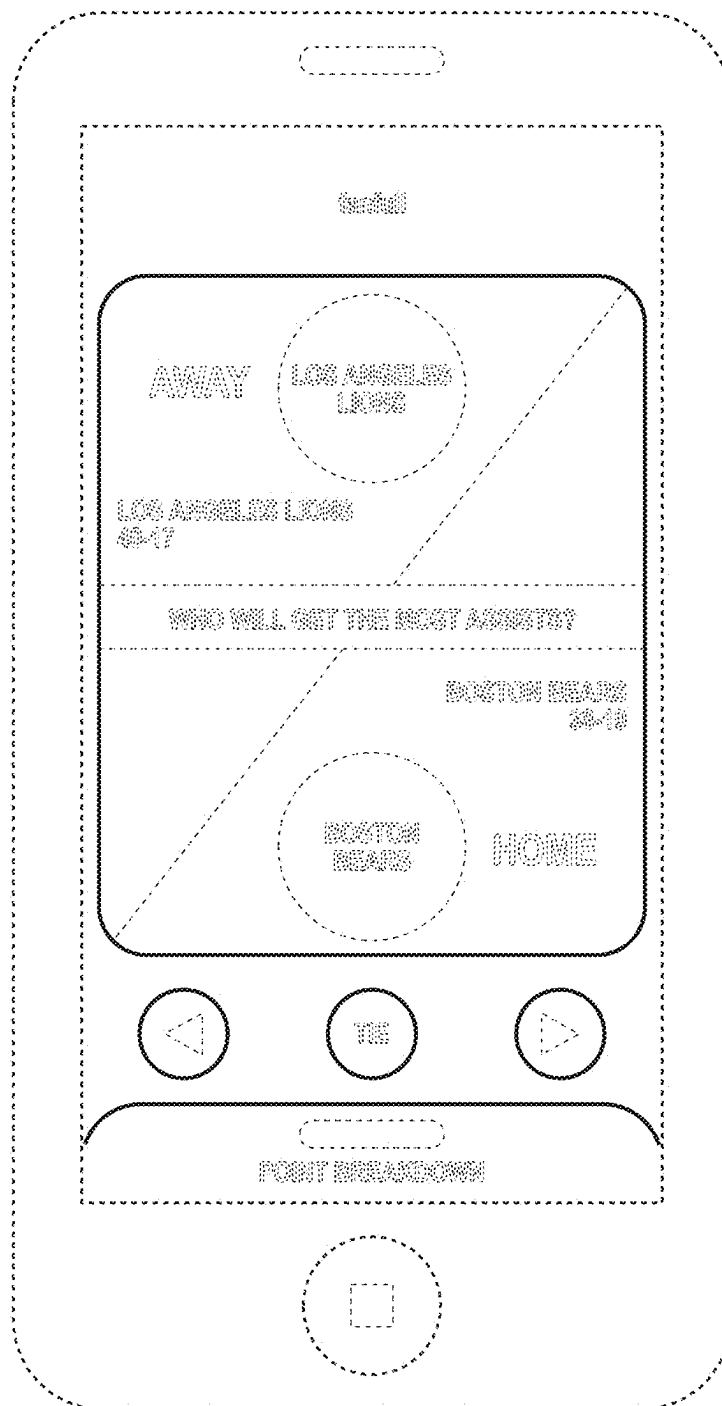 AWAY
LOS ANGELES
LIONS
LOS ANGELES LIONS
WHO WILL GET THE MOST ASSISTS?
BOSTON BEARS
BOSTON
BEARS
HOME
TIE
POINT BREAKDOWN